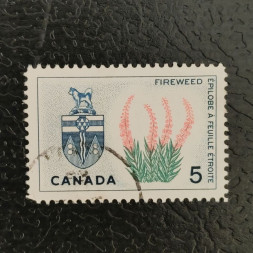 FIREWEED
ÉPILOBE À FEUILLE ÉTROITE
CANADA
5